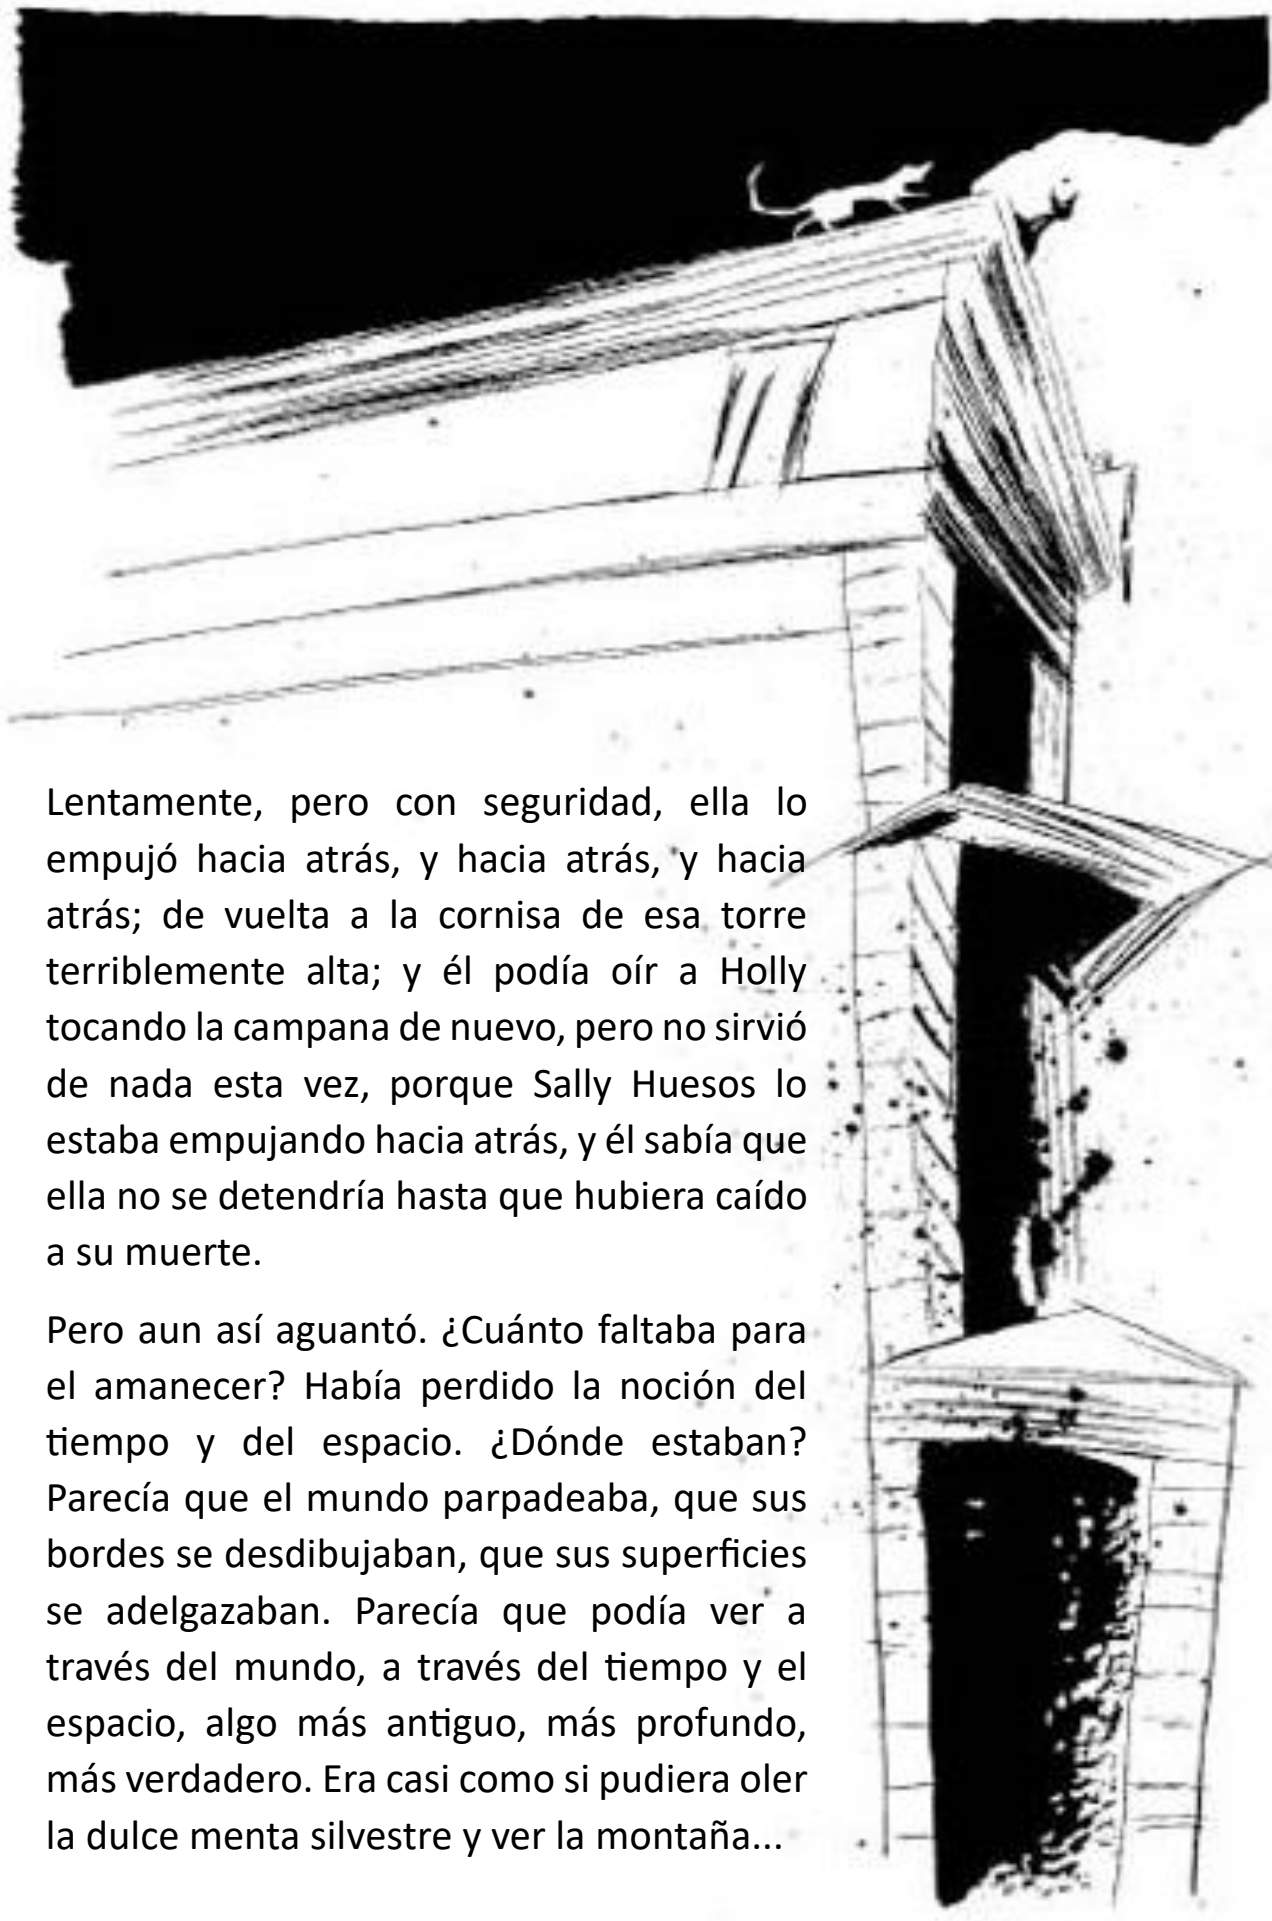 Lentamente, pero con seguridad, ella lo
empujó hacia atrás, y hacia atrás, y hacia
atrás; de vuelta a la cornisa de esa torre
terriblemente alta; y él podía oír a Holly
tocando la campana de nuevo, pero no sirvió
de nada esta vez, porque Sally Huesos lo
estaba empujando hacia atrás, y él sabía que
ella no se detendría hasta que hubiera caído
a su muerte.
Pero aun así aguantó. ¿Cuánto faltaba para
el amanecer? Había perdido la noción del
tiempo y del espacio. ¿Dónde estaban?
Parecía que el mundo parpadeaba, que sus
bordes se desdibujaban, que sus superficies
se adelgazaban. Parecía que podía ver a
través del mundo, a través del tiempo y el
espacio, algo más antiguo, más profundo,
más verdadero. Era casi como si pudiera oler
la dulce menta silvestre y ver la montaña...